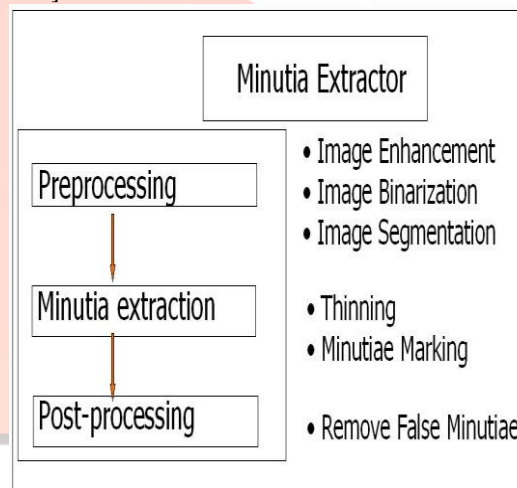 Minutia Extractor
Preprocessing
• Image Enhancement
• Image Binarization
• Image Segmentation
Minutia extraction
• Thinning
• Minutiae Marking
Post-processing
• Remove False Minutiae